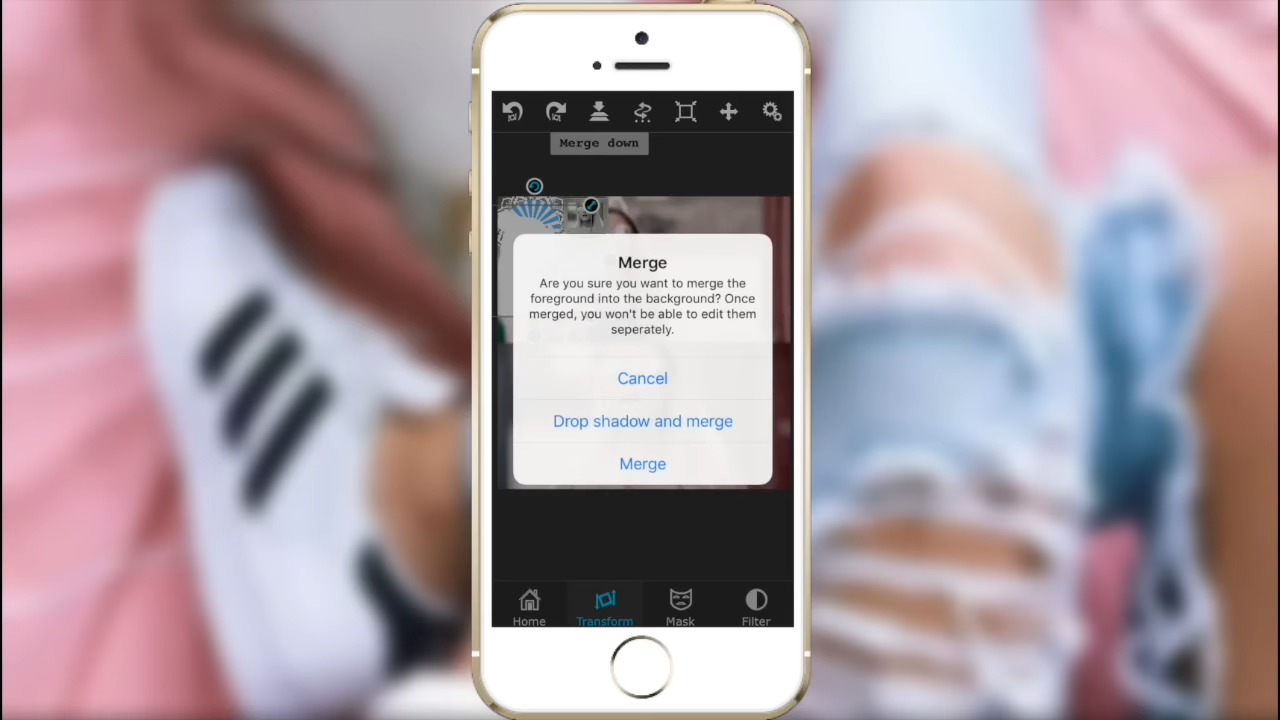 Merge down
Merge
Are you sure you want to merge the
foreground into the background? Once
merged, you won't be able to edit them
seperately.
Cancel
Drop shadow and merge
Merge
Home
Transform
Mask
Filter